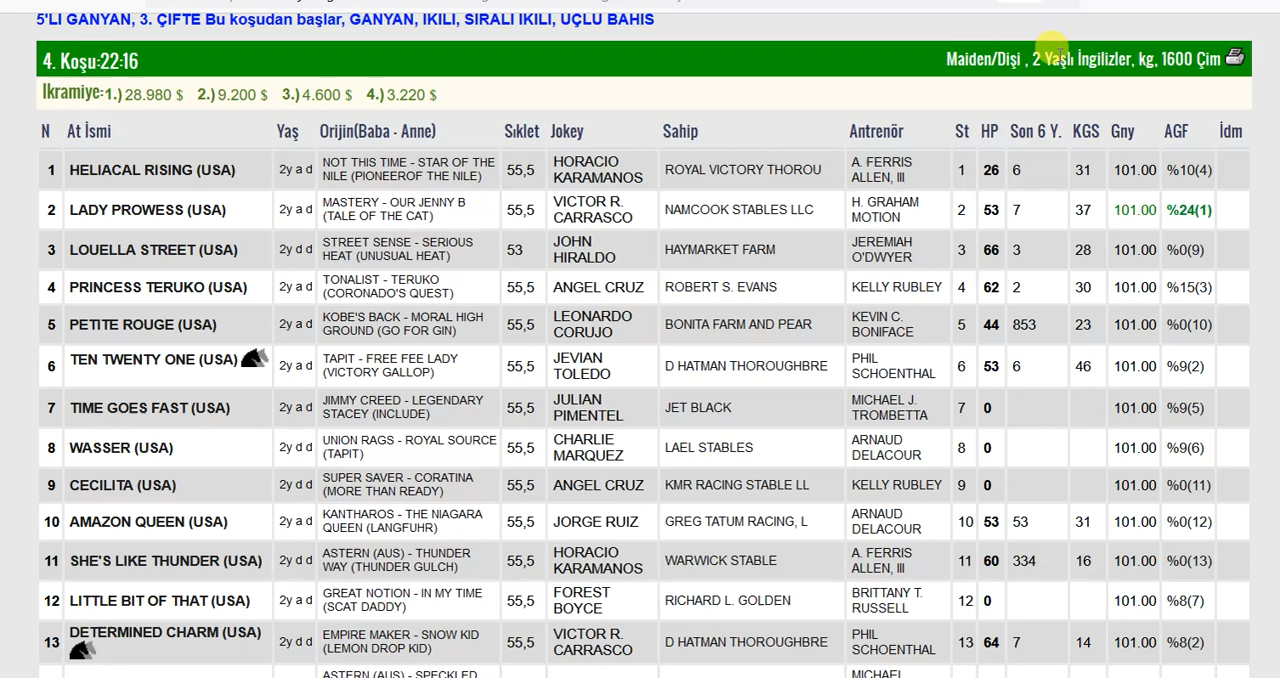 5'Lİ GANYAN, 3. ÇİFTE Bu koşudan başlar, GANYAN, İKİLİ, SIRALI İKİLİ, ÜÇLÜ BAHİS
4. Koşu:22:16 Maiden/Dişi , 2 Yaşlı İngilizler, kg, 1600 Çim
İkramiye:1.) 28.980 $ 2.) 9.200 $ 3.) 4.600 $ 4.) 3.220 $
N At İsmi Yaş Orijin(Baba - Anne) Sıklet Jokey Sahip Antrenör St HP Son 6 Y. KGS Gny AGF İdm
1 HELIACAL RISING (USA) 2y a d NOT THIS TIME - STAR OF THE NILE (PIONEEROF THE NILE) 55,5 HORACIO KARAMANOS ROYAL VICTORY THOROU A. FERRIS ALLEN, III 1 26 6 31 101.00 %10(4)
2 LADY PROWESS (USA) 2y a d MASTERY - OUR JENNY B (TALE OF THE CAT) 55,5 VICTOR R. CARRASCO NAMCOOK STABLES LLC H. GRAHAM MOTION 2 53 7 37 101.00 %24(1)
3 LOUELLA STREET (USA) 2y d d STREET SENSE - SERIOUS HEAT (UNUSUAL HEAT) 53 JOHN HIRALDO HAYMARKET FARM JEREMIAH O'DWYER 3 66 3 28 101.00 %0(9)
4 PRINCESS TERUKO (USA) 2y a d TONALIST - TERUKO (CORONADO'S QUEST) 55,5 ANGEL CRUZ ROBERT S. EVANS KELLY RUBLEY 4 62 2 30 101.00 %15(3)
5 PETITE ROUGE (USA) 2y a d KOBE'S BACK - MORAL HIGH GROUND (GO FOR GIN) 55,5 LEONARDO CORUJO BONITA FARM AND PEAR KEVIN C. BONIFACE 5 44 853 23 101.00 %0(10)
6 TEN TWENTY ONE (USA) 2y a d TAPIT - FREE FEE LADY (VICTORY GALLOP) 55,5 JEVIAN TOLEDO D HATMAN THOROUGHBRE PHIL SCHOENTHAL 6 53 6 46 101.00 %9(2)
7 TIME GOES FAST (USA) 2y a d JIMMY CREED - LEGENDARY STACEY (INCLUDE) 55,5 JULIAN PIMENTEL JET BLACK MICHAEL J. TROMBETTA 7 0 101.00 %9(5)
8 WASSER (USA) 2y d d UNION RAGS - ROYAL SOURCE (TAPIT) 55,5 CHARLIE MARQUEZ LAEL STABLES ARNAUD DELACOUR 8 0 101.00 %9(6)
9 CECILITA (USA) 2y d d SUPER SAVER - CORATINA (MORE THAN READY) 55,5 ANGEL CRUZ KMR RACING STABLE LL KELLY RUBLEY 9 0 101.00 %0(11)
10 AMAZON QUEEN (USA) 2y a d KANTHAROS - THE NIAGARA QUEEN (LANGFUHR) 55,5 JORGE RUIZ GREG TATUM RACING, L ARNAUD DELACOUR 10 53 53 31 101.00 %0(12)
11 SHE'S LIKE THUNDER (USA) 2y d d ASTERN (AUS) - THUNDER WAY (THUNDER GULCH) 55,5 HORACIO KARAMANOS WARWICK STABLE A. FERRIS ALLEN, III 11 60 334 16 101.00 %0(13)
12 LITTLE BIT OF THAT (USA) 2y a d GREAT NOTION - IN MY TIME (SCAT DADDY) 55,5 FOREST BOYCE RICHARD L. GOLDEN BRITTANY T. RUSSELL 12 0 101.00 %8(7)
13 DETERMINED CHARM (USA) 2y d d EMPIRE MAKER - SNOW KID (LEMON DROP KID) 55,5 VICTOR R. CARRASCO D HATMAN THOROUGHBRE PHIL SCHOENTHAL 13 64 7 14 101.00 %8(2)
ASTERN (AUS) - SPECKLED MICHAEL